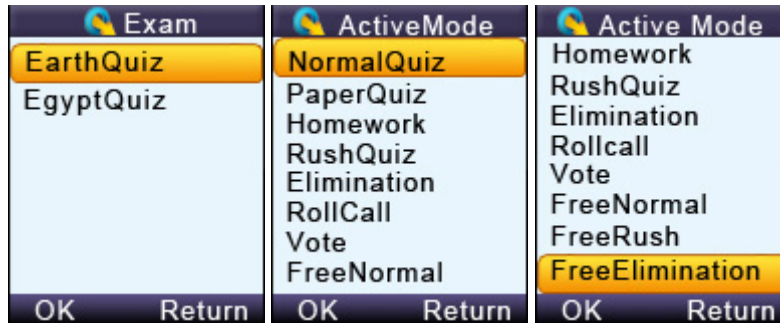 Exam
EarthQuiz
EgyptQuiz
OK Return
ActiveMode
NormalQuiz
PaperQuiz
Homework
RushQuiz
Elimination
RollCall
Vote
FreeNormal
OK Return
Active Mode
Homework
RushQuiz
Elimination
Rollcall
Vote
FreeNormal
FreeRush
FreeElimination
OK Return